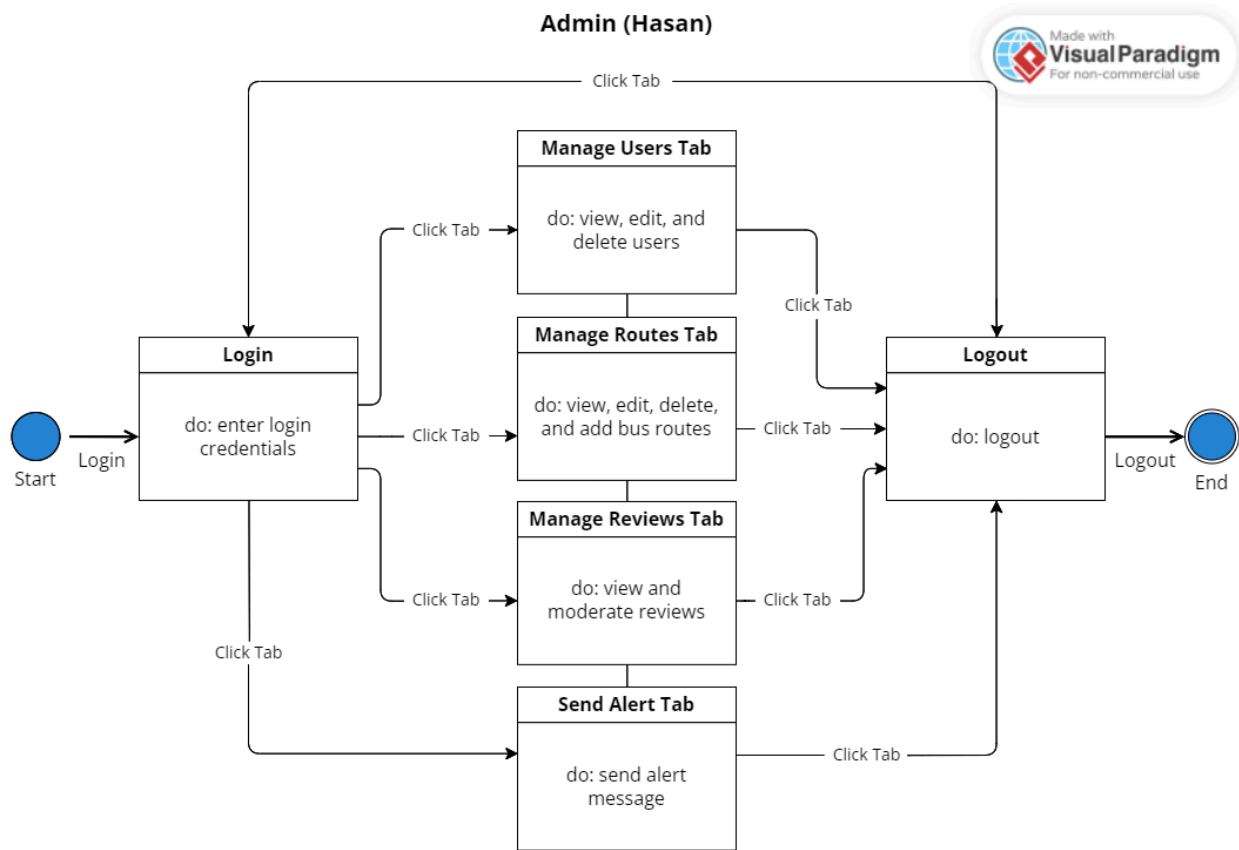 Admin (Hasan)
Made with
Visual Paradigm
For non-commercial use
Click Tab
Manage Users Tab
do: view, edit, and
delete users
Click Tab
Click Tab
Manage Routes Tab
do: view, edit, delete,
and add bus routes
Login
do: enter login
credentials
Logout
do: logout
Start
Login
Click Tab
Click Tab
Logout
End
Manage Reviews Tab
do: view and
moderate reviews
Click Tab
Click Tab
Click Tab
Send Alert Tab
do: send alert
message
Click Tab